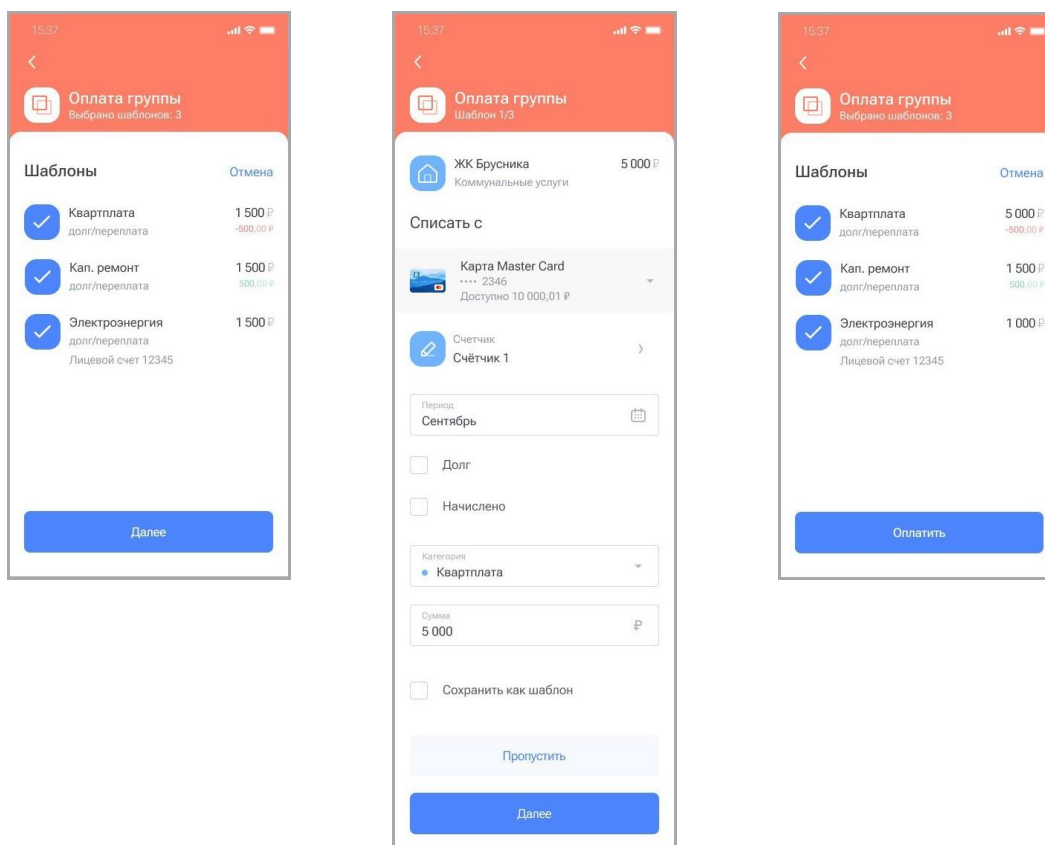 15:37
Оплата группы
Выбрано шаблонов: 3
Шаблоны Отмена
Квартплата 1 500 ₽
долг/переплата -500,00 ₽
Кап. ремонт 1 500 ₽
долг/переплата 500,00 ₽
Электроэнергия 1 500 ₽
долг/переплата
Лицевой счет 12345
Далее
15:37
Оплата группы
Шаблон 1/3
ЖК Брусника 5 000 ₽
Коммунальные услуги
Списать с
Карта Master Card
•••• 2346
Доступно 10 000,01 ₽
Счетчик
Счётчик 1
Период
Сентябрь
Долг
Начислено
Категория
Квартплата
Сумма
5 000 ₽
Сохранить как шаблон
Пропустить
Далее
15:37
Оплата группы
Выбрано шаблонов: 3
Шаблоны Отмена
Квартплата 5 000 ₽
долг/переплата -500,00 ₽
Кап. ремонт 1 500 ₽
долг/переплата 500,00 ₽
Электроэнергия 1 000 ₽
долг/переплата
Лицевой счет 12345
Оплатить